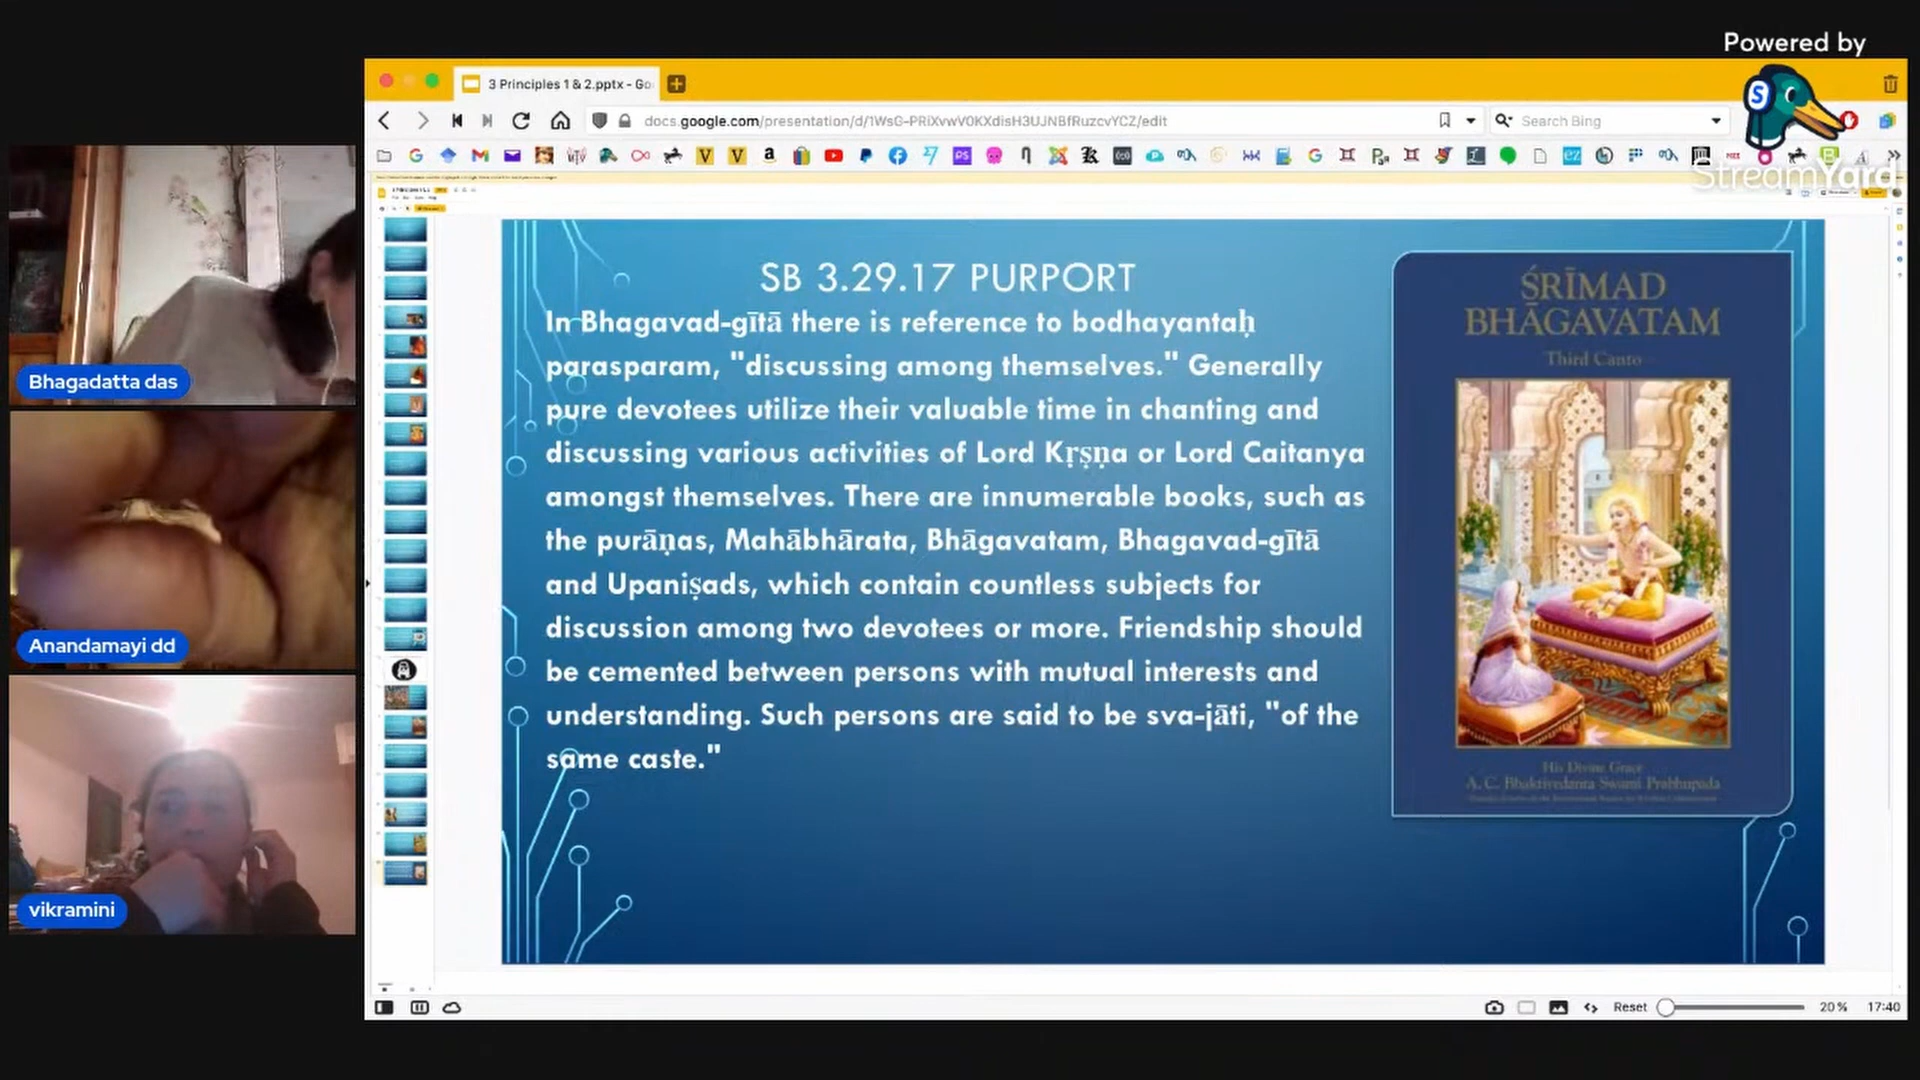 Powered by
StreamYard
3 Principles 1 & 2.pptx - Go
docs.google.com/presentation/d/1WsG-PRiXvwV0KXdisH3UJNBfRuzcvYCZ/edit
Search Bing
SB 3.29.17 PURPORT
In Bhagavad-gītā there is reference to bodhayantaḥ
parasparam, "discussing among themselves." Generally
pure devotees utilize their valuable time in chanting and
discussing various activities of Lord Kṛṣṇa or Lord Caitanya
amongst themselves. There are innumerable books, such as
the purāṇas, Mahābhārata, Bhāgavatam, Bhagavad-gītā
and Upaniṣads, which contain countless subjects for
discussion among two devotees or more. Friendship should
be cemented between persons with mutual interests and
understanding. Such persons are said to be sva-jāti, "of the
same caste."
ŚRĪMAD
BHĀGAVATAM
Third Canto
His Divine Grace
A. C. Bhaktivedanta Swami Prabhupada
Bhagadatta das
Anandamayi dd
vikramini
Reset
20 %
17:40